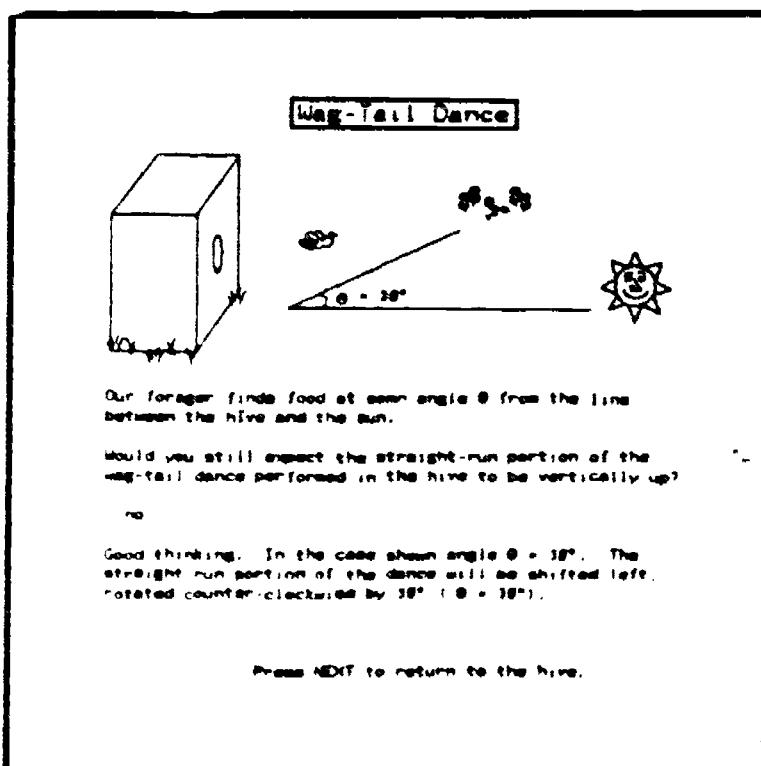 Wag-Tail Dance
θ = 30°
Our forager finds food at some angle θ from the line
between the hive and the sun.
Would you still expect the straight-run portion of the
wag-tail dance performed in the hive to be vertically up?
no
Good thinking. In the case shown angle θ = 30°. The
straight run portion of the dance will be shifted left,
rotated counter-clockwise by 30° ( θ = 30°).
Press NEXT to return to the hive.